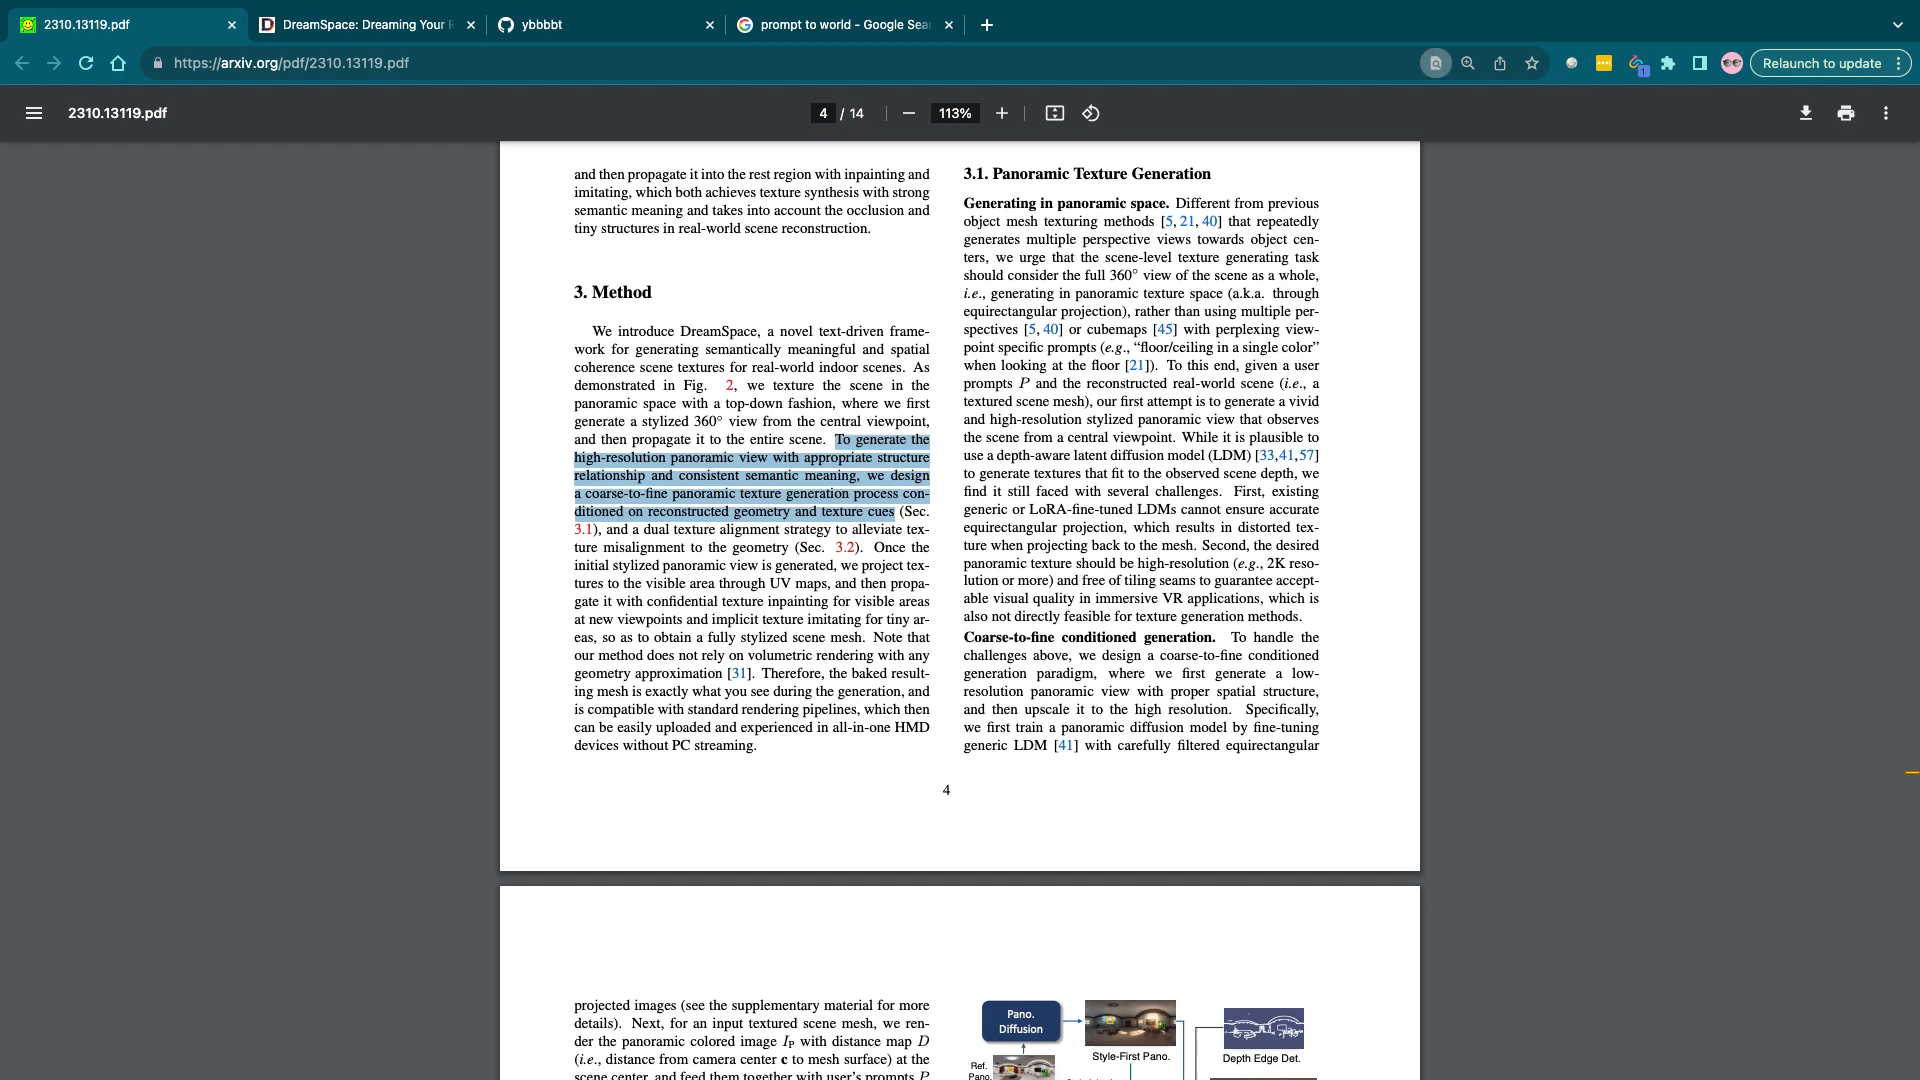 2310.13119.pdf
DreamSpace: Dreaming Your R
ybbbbt
prompt to world - Google Sea
https://arxiv.org/pdf/2310.13119.pdf
1
Relaunch to update
2310.13119.pdf
4 / 14
113%
and then propagate it into the rest region with inpainting and
imitating, which both achieves texture synthesis with strong
semantic meaning and takes into account the occlusion and
tiny structures in real-world scene reconstruction.
3. Method
We introduce DreamSpace, a novel text-driven frame-
work for generating semantically meaningful and spatial
coherence scene textures for real-world indoor scenes. As
demonstrated in Fig. 2, we texture the scene in the
panoramic space with a top-down fashion, where we first
generate a stylized 360° view from the central viewpoint,
and then propagate it to the entire scene. To generate the
high-resolution panoramic view with appropriate structure
relationship and consistent semantic meaning, we design
a coarse-to-fine panoramic texture generation process con-
ditioned on reconstructed geometry and texture cues (Sec.
3.1), and a dual texture alignment strategy to alleviate tex-
ture misalignment to the geometry (Sec. 3.2). Once the
initial stylized panoramic view is generated, we project tex-
tures to the visible area through UV maps, and then propa-
gate it with confidential texture inpainting for visible areas
at new viewpoints and implicit texture imitating for tiny ar-
eas, so as to obtain a fully stylized scene mesh. Note that
our method does not rely on volumetric rendering with any
geometry approximation [31]. Therefore, the baked result-
ing mesh is exactly what you see during the generation, and
is compatible with standard rendering pipelines, which then
can be easily uploaded and experienced in all-in-one HMD
devices without PC streaming.
3.1. Panoramic Texture Generation
Generating in panoramic space. Different from previous
object mesh texturing methods [5, 21, 40] that repeatedly
generates multiple perspective views towards object cen-
ters, we urge that the scene-level texture generating task
should consider the full 360° view of the scene as a whole,
i.e., generating in panoramic texture space (a.k.a. through
equirectangular projection), rather than using multiple per-
spectives [5, 40] or cubemaps [45] with perplexing view-
point specific prompts (e.g., “floor/ceiling in a single color”
when looking at the floor [21]). To this end, given a user
prompts P and the reconstructed real-world scene (i.e., a
textured scene mesh), our first attempt is to generate a vivid
and high-resolution stylized panoramic view that observes
the scene from a central viewpoint. While it is plausible to
use a depth-aware latent diffusion model (LDM) [33,41,57]
to generate textures that fit to the observed scene depth, we
find it still faced with several challenges. First, existing
generic or LoRA-fine-tuned LDMs cannot ensure accurate
equirectangular projection, which results in distorted tex-
ture when projecting back to the mesh. Second, the desired
panoramic texture should be high-resolution (e.g., 2K reso-
lution or more) and free of tiling seams to guarantee accept-
able visual quality in immersive VR applications, which is
also not directly feasible for texture generation methods.
Coarse-to-fine conditioned generation. To handle the
challenges above, we design a coarse-to-fine conditioned
generation paradigm, where we first generate a low-
resolution panoramic view with proper spatial structure,
and then upscale it to the high resolution. Specifically,
we first train a panoramic diffusion model by fine-tuning
generic LDM [41] with carefully filtered equirectangular
4
projected images (see the supplementary material for more
details). Next, for an input textured scene mesh, we ren-
der the panoramic colored image IP with distance map D
(i.e., distance from camera center c to mesh surface) at the
scene center, and feed them together with user's prompts P
Pano.
Diffusion
Style-First Pano.
Depth Edge Det.
Ref.
Pano.